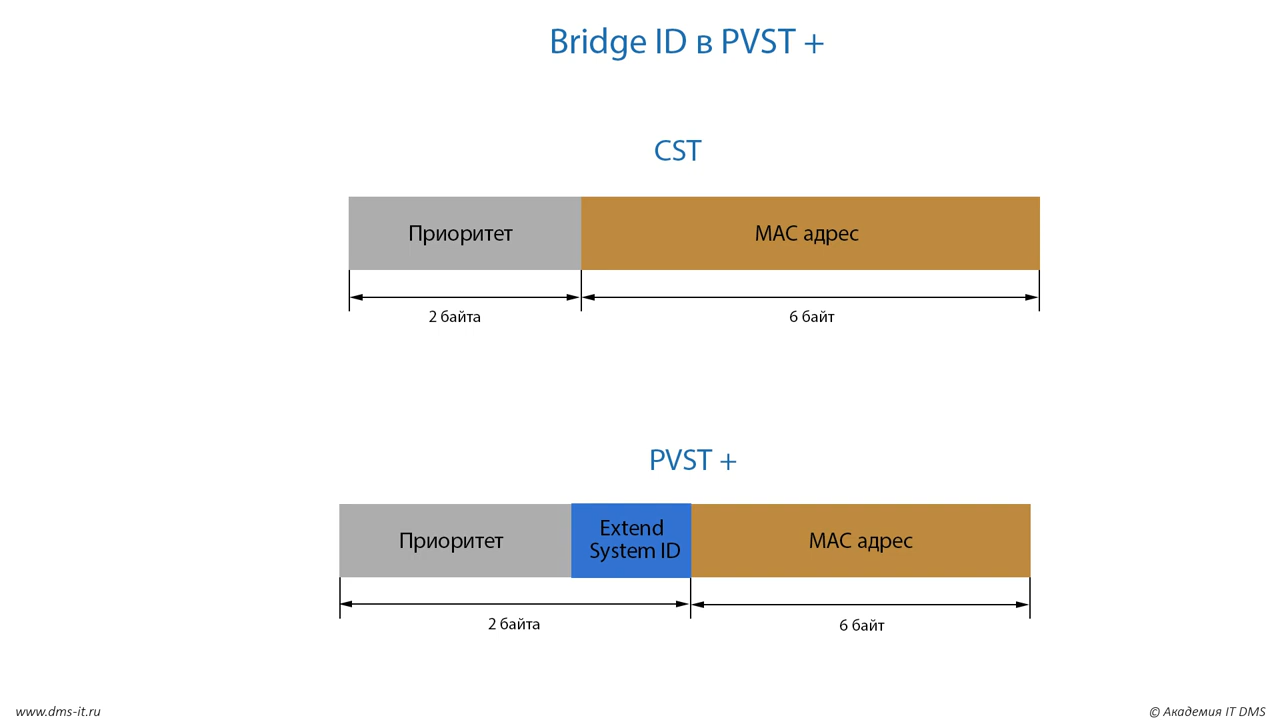 Bridge ID в PVST +
CST
Приоритет
MAC адрес
2 байта
6 байт
PVST +
Приоритет
Extend
System ID
MAC адрес
2 байта
6 байт
www.dms-it.ru
© Академия IT DMS